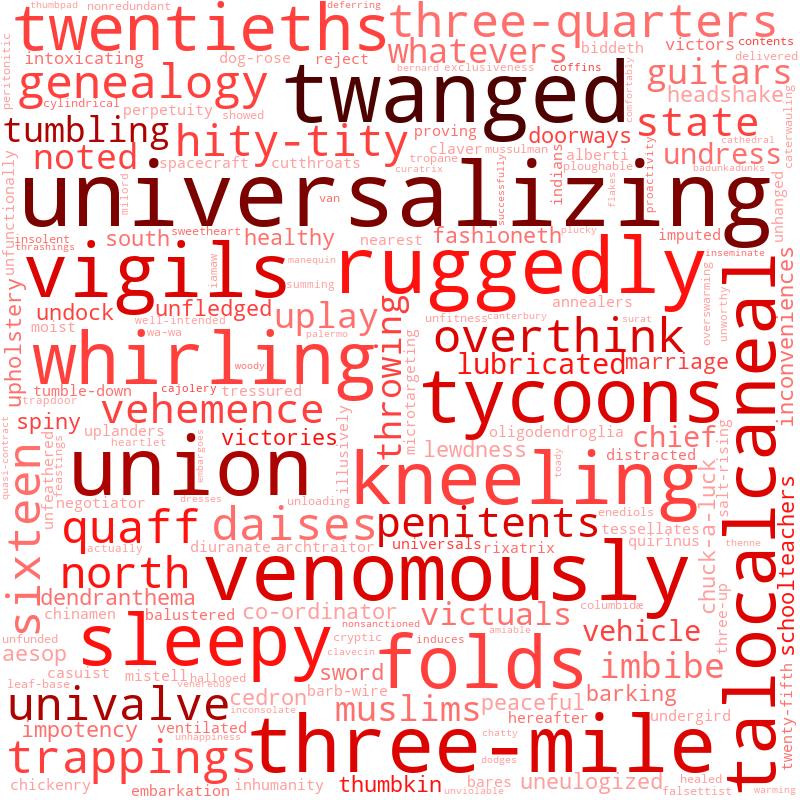 thumbpad nonredundant deferring
twentieths three-quarters
whatevers biddeth victors contents
intoxicating dog-rose reject bernard exclusiveness coffins delivered
peritonitic genealogy twanged comfortably guitars
cylindrical perpetuity showed headshake caterwauling
tumbling hity-tity proving doorways state cathedral
noted spacecraft cutthroats claver mussulman alberti undress
tropane curatrix ploughable badunkadunks
unfunctionally milord van successfully indians flakes proactivity unhanged
universalizing
insolent thrashings south sweetheart healthy nearest fashioneth plucky imputed
vigils iamaw manequin summing ruggedly inseminate
undock unfledged uplay annealers overswarming unworthy talocalcaneal inconveniences
upholstery moist well-intended wa-wa palermo throwing unfitness canterbury surat
whirling woody microtargeting overthink
lubricated marriage
tumble-down cajolery tressured tycoons
trapdoor vehemence
spiny uplanders heartlet victories illusively oligodendroglia chief salt-rising
quasi-contract unfeathered feastings union embargoes lewdness toady distracted
kneeling chuck-a-luck schoolteachers
negotiator dresses unloading enediols
sixteen quaff daises penitents tessellates
actually diuranate archtraitor universals rixatrix quirinus thenne
north venomously three-up
dendranthema
chinamen balustered co-ordinator victuals columbidæ
unfunded sleepy nonsanctioned cryptic induces amiable vehicle
aesop clavecin folds
casuist mistell halloped sword imbibe twenty-fifth
leaf-base venerebus cedron barb-wire peaceful barking
univalve inconsolate muslims hereafter undergird
impotency ventilated unhappiness chatty
trappings three-mile dodges
chickenry embarkation inhumanity thumbkin bares unviolable uneulogized healed falsettist warming